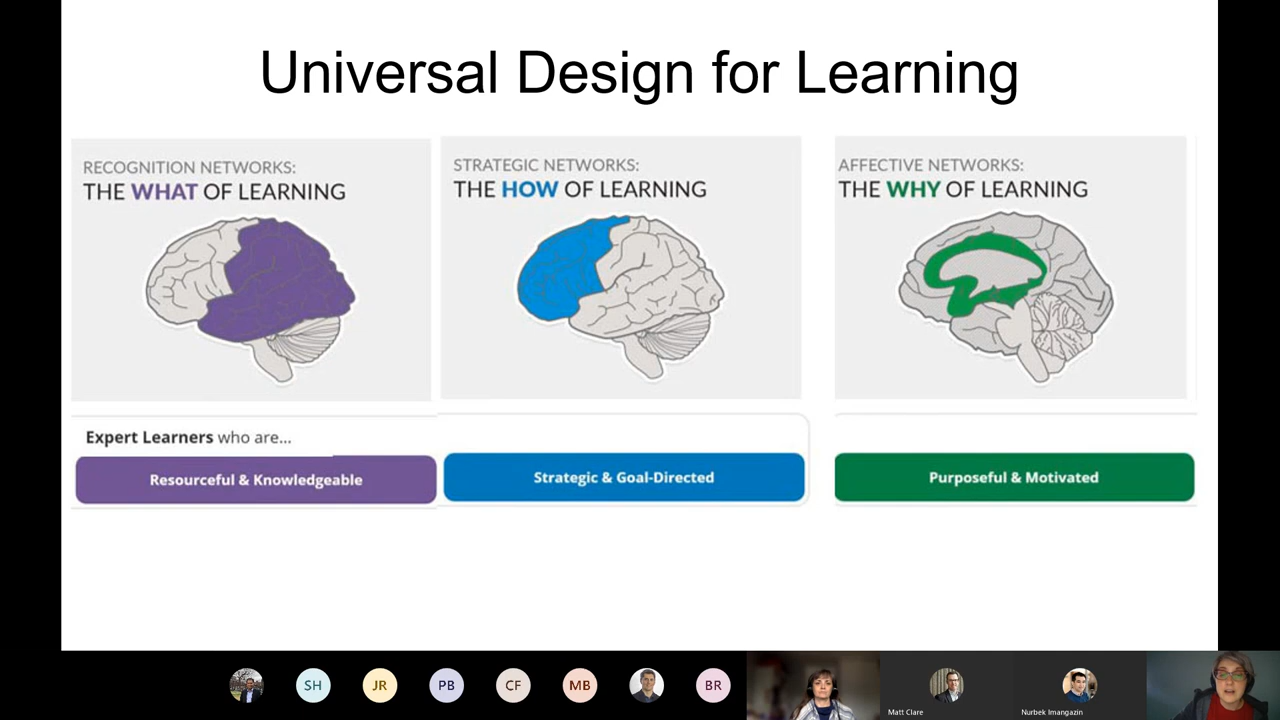 Universal Design for Learning
RECOGNITION NETWORKS:
THE WHAT OF LEARNING
STRATEGIC NETWORKS:
THE HOW OF LEARNING
AFFECTIVE NETWORKS:
THE WHY OF LEARNING
Expert Learners who are...
Resourceful & Knowledgeable
Strategic & Goal-Directed
Purposeful & Motivated
SH
JR
PB
CF
MB
BR
Matt Clare
Nurbek Imangazin